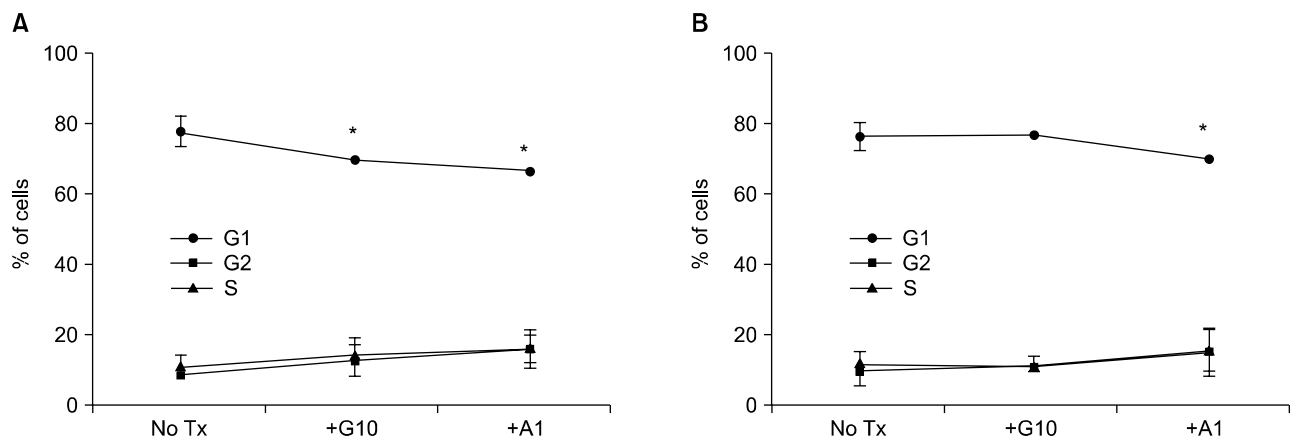 A
100
80
60
40
20
0
% of cells
*
*
G1
G2
S
No Tx +G10 +A1
B
100
80
60
40
20
0
% of cells
*
G1
G2
S
No Tx +G10 +A1